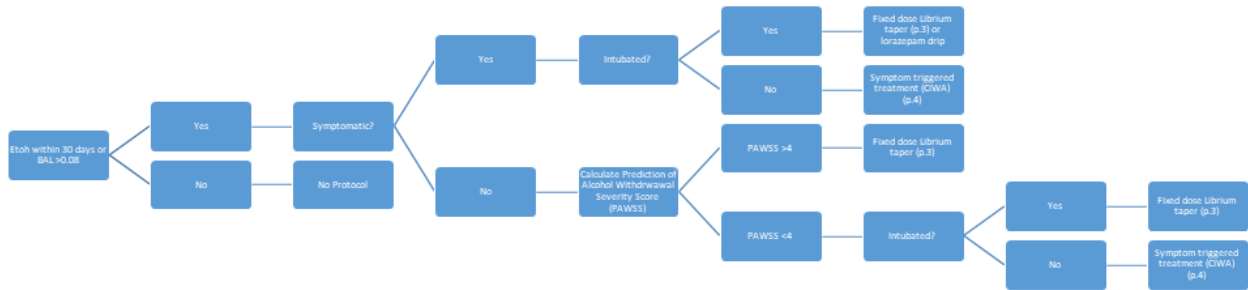 Etoh within 30 days or
BAL >0.08
Yes
Symptomatic?
Yes
Intubated?
Yes
Fixed dose Librium
taper (p.3) or
lorazepam drip
No
Symptom triggered
treatment (CIWA)
(p.4)
No
Calculate Prediction of
Alcohol Withdrwawal
Severity Score
(PAWSS)
PAWSS >4
Fixed dose Librium
taper (p.3)
PAWSS <4
Intubated?
Yes
Fixed dose Librium
taper (p.3)
No
Symptom triggered
treatment (CIWA)
(p.4)
No
No Protocol